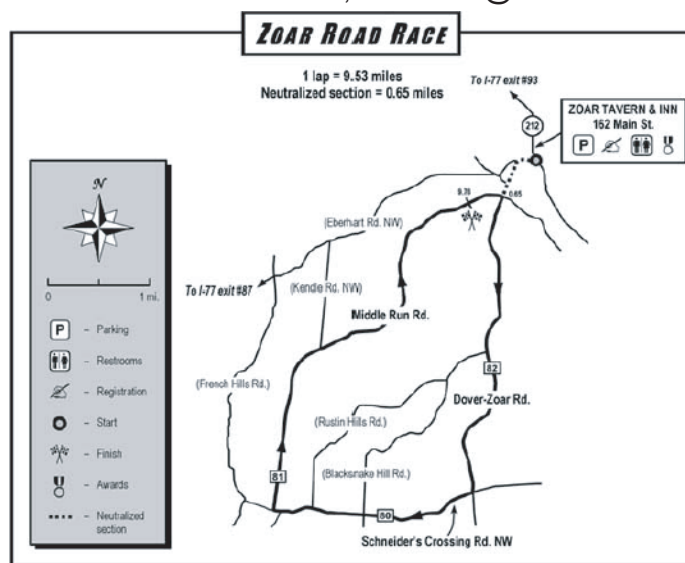 ZOAR ROAD RACE
1 lap = 9.53 miles
Neutralized section = 0.65 miles
To I-77 exit #93
212
ZOAR TAVERN & INN
162 Main St.
P
N
0 1 mi.
P – Parking
– Restrooms
– Registration
– Start
– Finish
– Awards
– Neutralized
section
9.78
0.65
(Eberhart Rd. NW)
To I-77 exit #87
(Kendle Rd. NW)
Middle Run Rd.
(French Hills Rd.)
82
Dover-Zoar Rd.
(Rustin Hills Rd.)
(Blacksnake Hill Rd.)
81
80
Schneider's Crossing Rd. NW